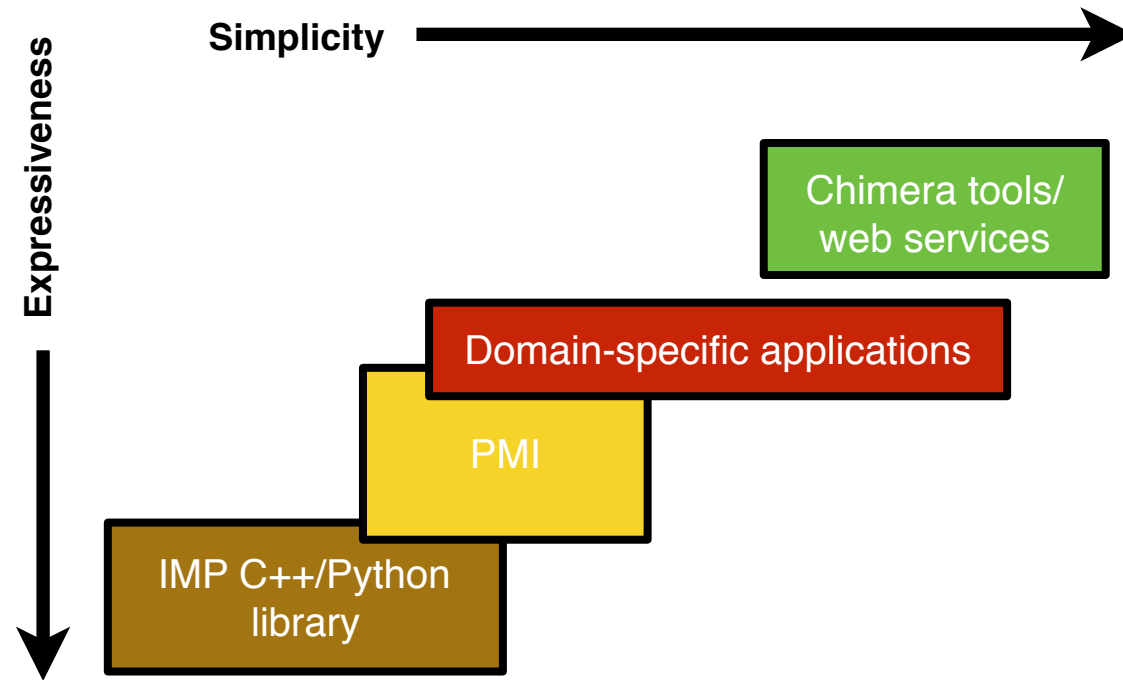 Simplicity
Expressiveness
Chimera tools/
web services
Domain-specific applications
PMI
IMP C++/Python
library